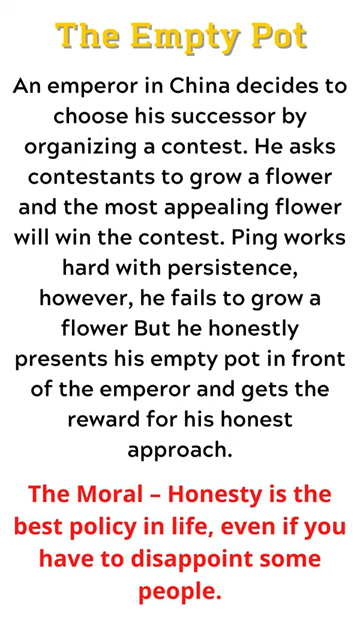 The Empty Pot
An emperor in China decides to
choose his successor by
organizing a contest. He asks
contestants to grow a flower
and the most appealing flower
will win the contest. Ping works
hard with persistence,
however, he fails to grow a
flower But he honestly
presents his empty pot in front
of the emperor and gets the
reward for his honest
approach.
The Moral – Honesty is the
best policy in life, even if you
have to disappoint some
people.